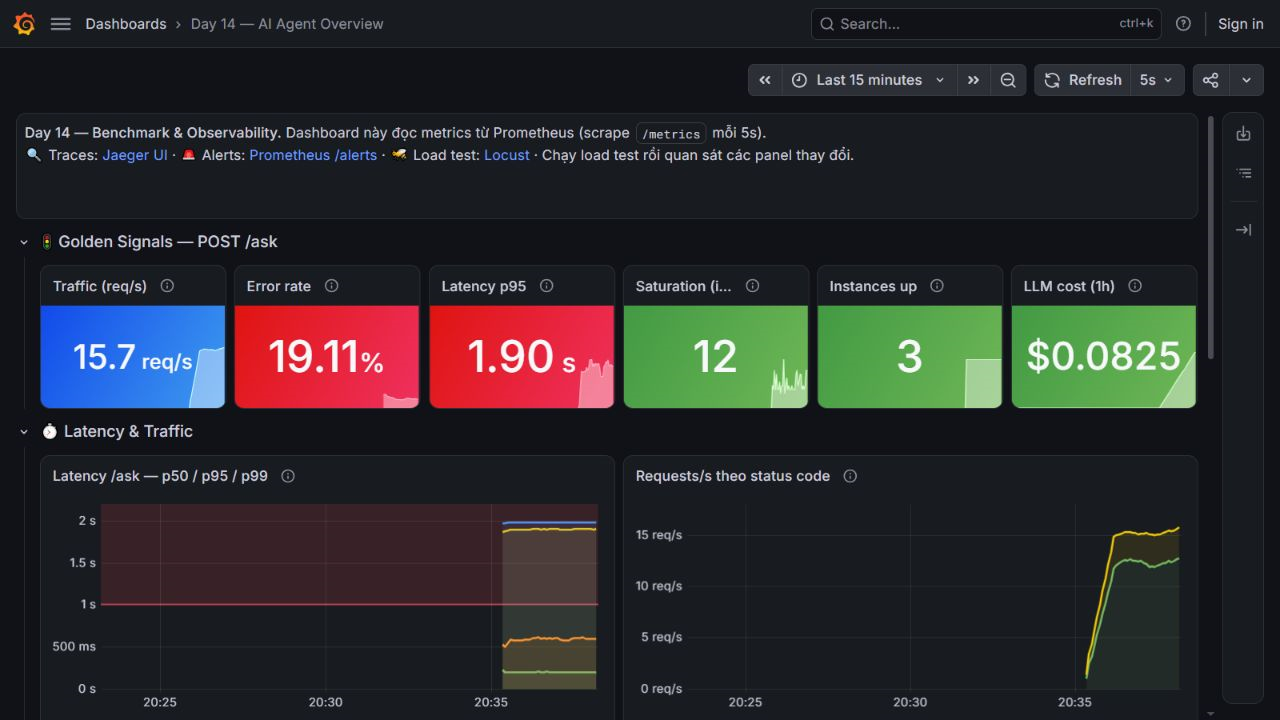 Dashboards › Day 14 — AI Agent Overview
Search... ctrl+k
Sign in
Last 15 minutes
Refresh 5s
Day 14 — Benchmark & Observability. Dashboard này đọc metrics từ Prometheus (scrape /metrics mỗi 5s).
🔍 Traces: Jaeger UI · 🚨 Alerts: Prometheus /alerts · 🐝 Load test: Locust · Chạy load test rồi quan sát các panel thay đổi.
🚦 Golden Signals — POST /ask
Traffic (req/s)
15.7 req/s
Error rate
19.11%
Latency p95
1.90 s
Saturation (i...
12
Instances up
3
LLM cost (1h)
$0.0825
⏱ Latency & Traffic
Latency /ask — p50 / p95 / p99
2 s
1.5 s
1 s
500 ms
0 s
20:25 20:30 20:35
Requests/s theo status code
15 req/s
10 req/s
5 req/s
0 req/s
20:25 20:30 20:35